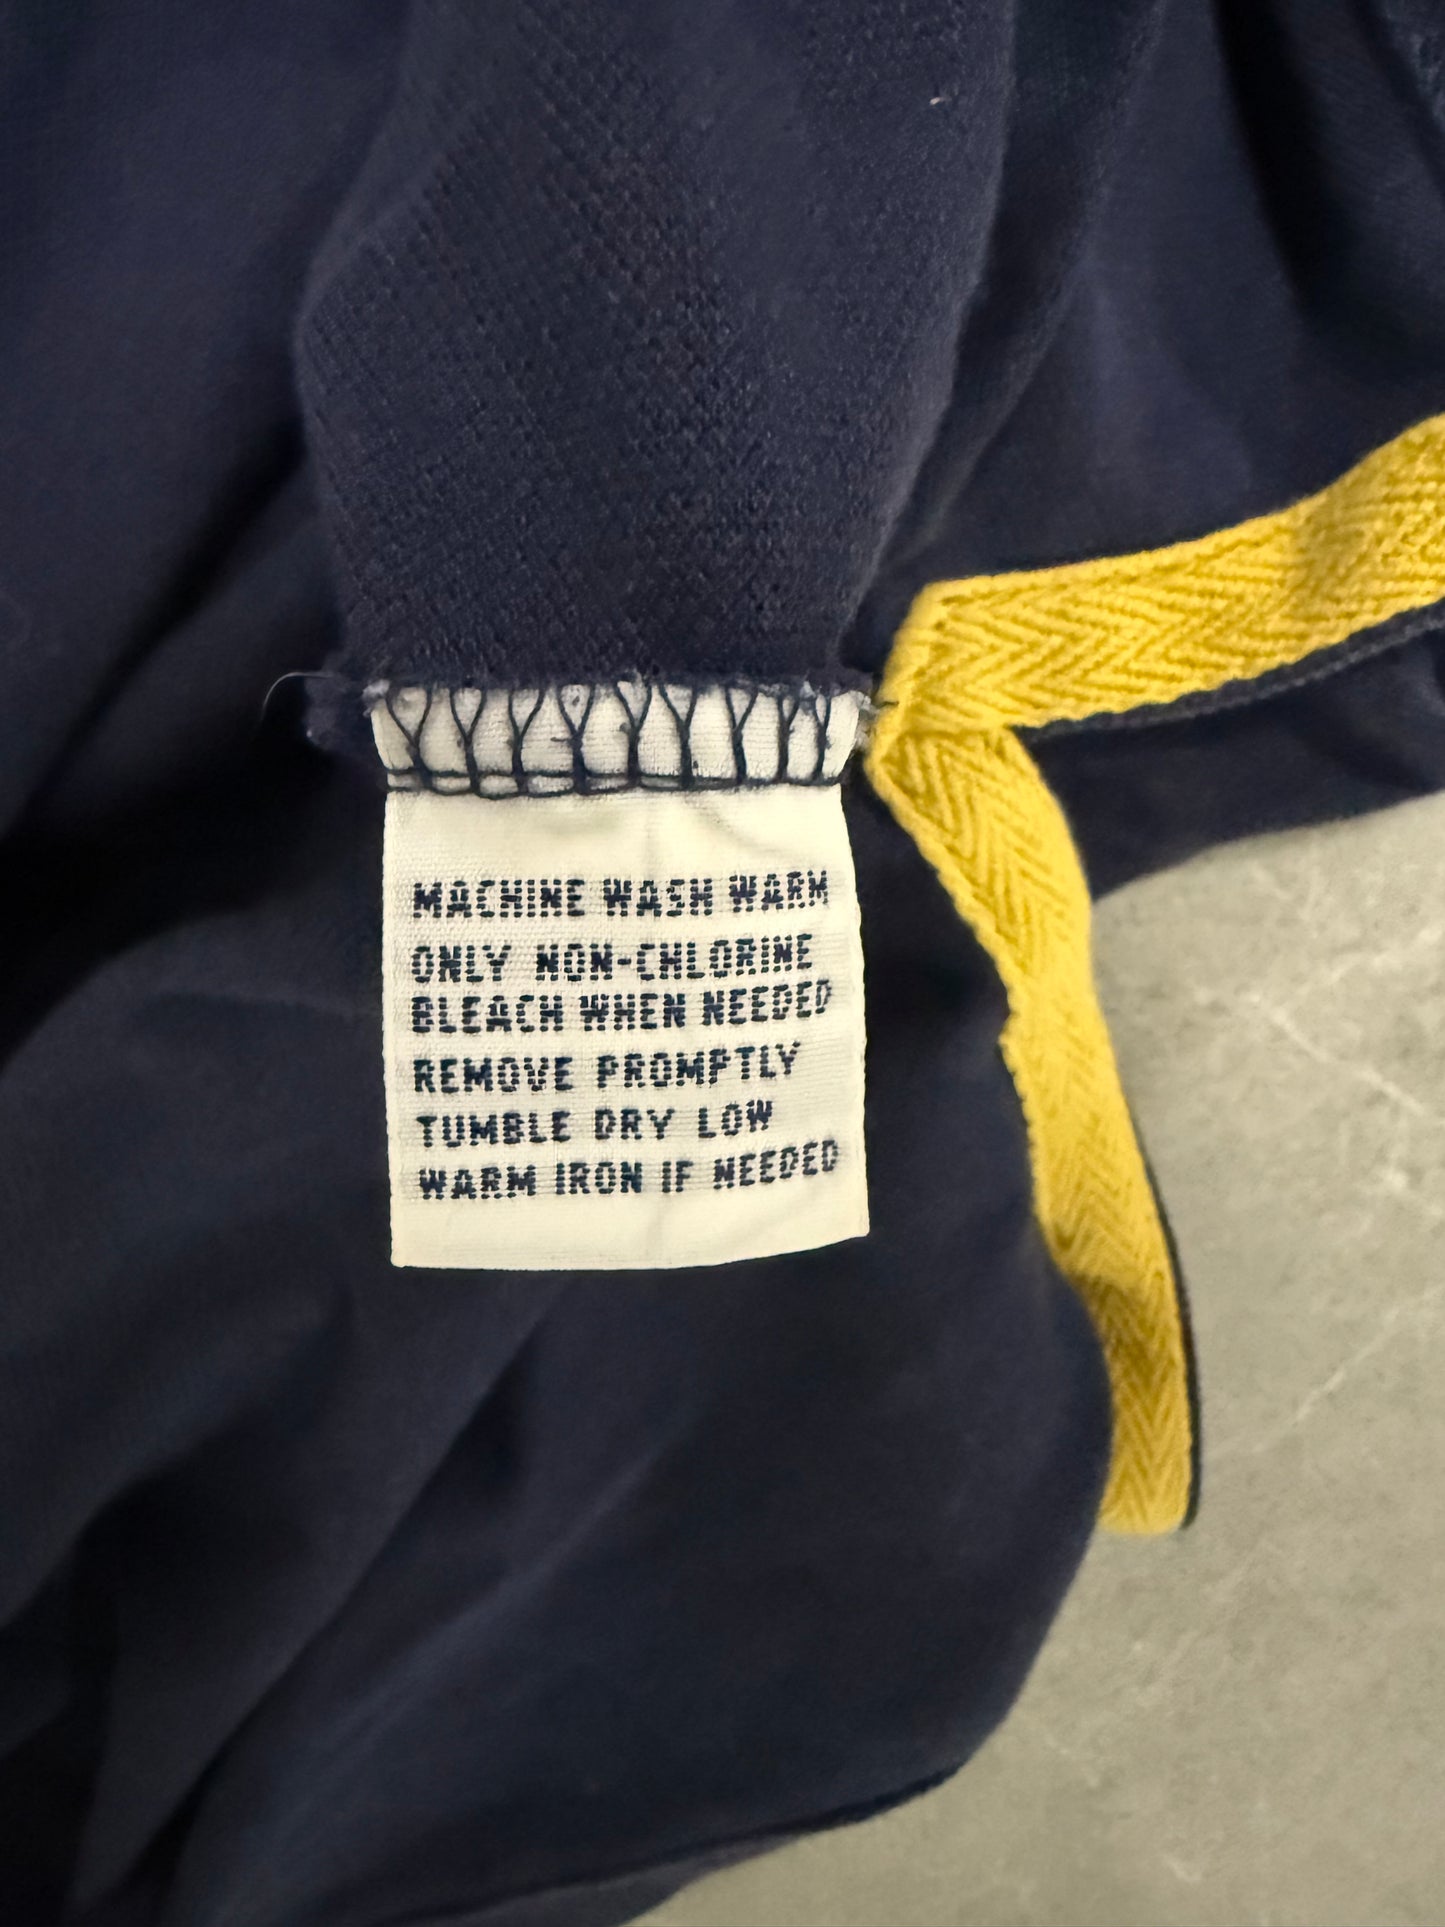 MACHINE WASH WARM
ONLY NON-CHLORINE
BLEACH WHEN NEEDED
REMOVE PROMPTLY
TUMBLE DRY LOW
WARM IRON IF NEEDED